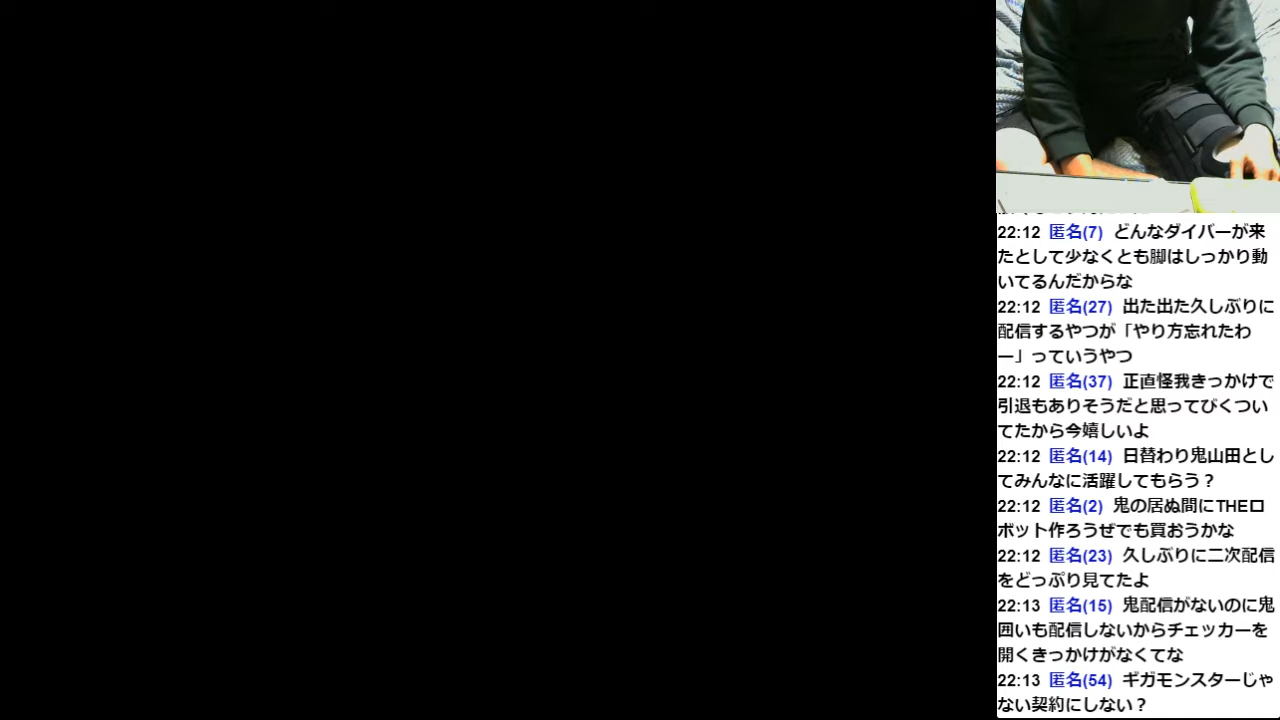 22:12 匿名(7) どんなダイバーが来
たとして少なくとも脚はしっかり動
いてるんだからな
22:12 匿名(27) 出た出た久しぶりに
配信するやつが「やり方忘れたわ
ー」っていうやつ
22:12 匿名(37) 正直怪我きっかけで
引退もありそうだと思ってびくつい
てたから今嬉しいよ
22:12 匿名(14) 日替わり鬼山田とし
てみんなに活躍してもらう？
22:12 匿名(2) 鬼の居ぬ間にTHEロ
ボット作ろうぜでも買おうかな
22:12 匿名(23) 久しぶりに二次配信
をどっぷり見てたよ
22:13 匿名(15) 鬼配信がないのに鬼
囲いも配信しないからチェッカーを
開くきっかけがなくてな
22:13 匿名(54) ギガモンスターじゃ
ない契約にしない？